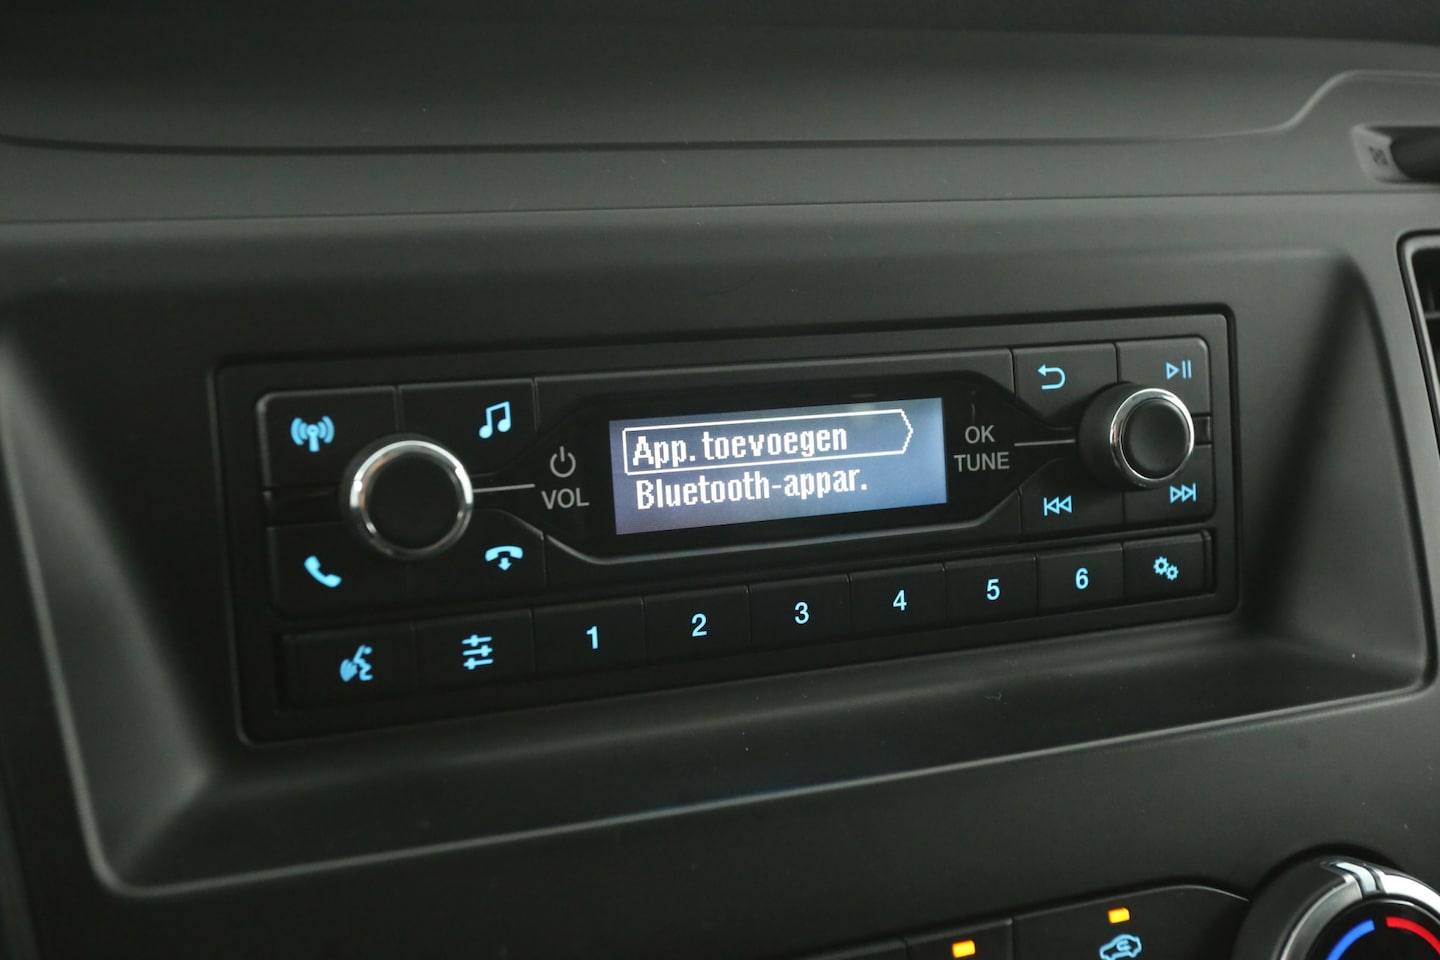 App. toevoegen
Bluetooth-appar.
VOL
OK
TUNE
1 2 3 4 5 6